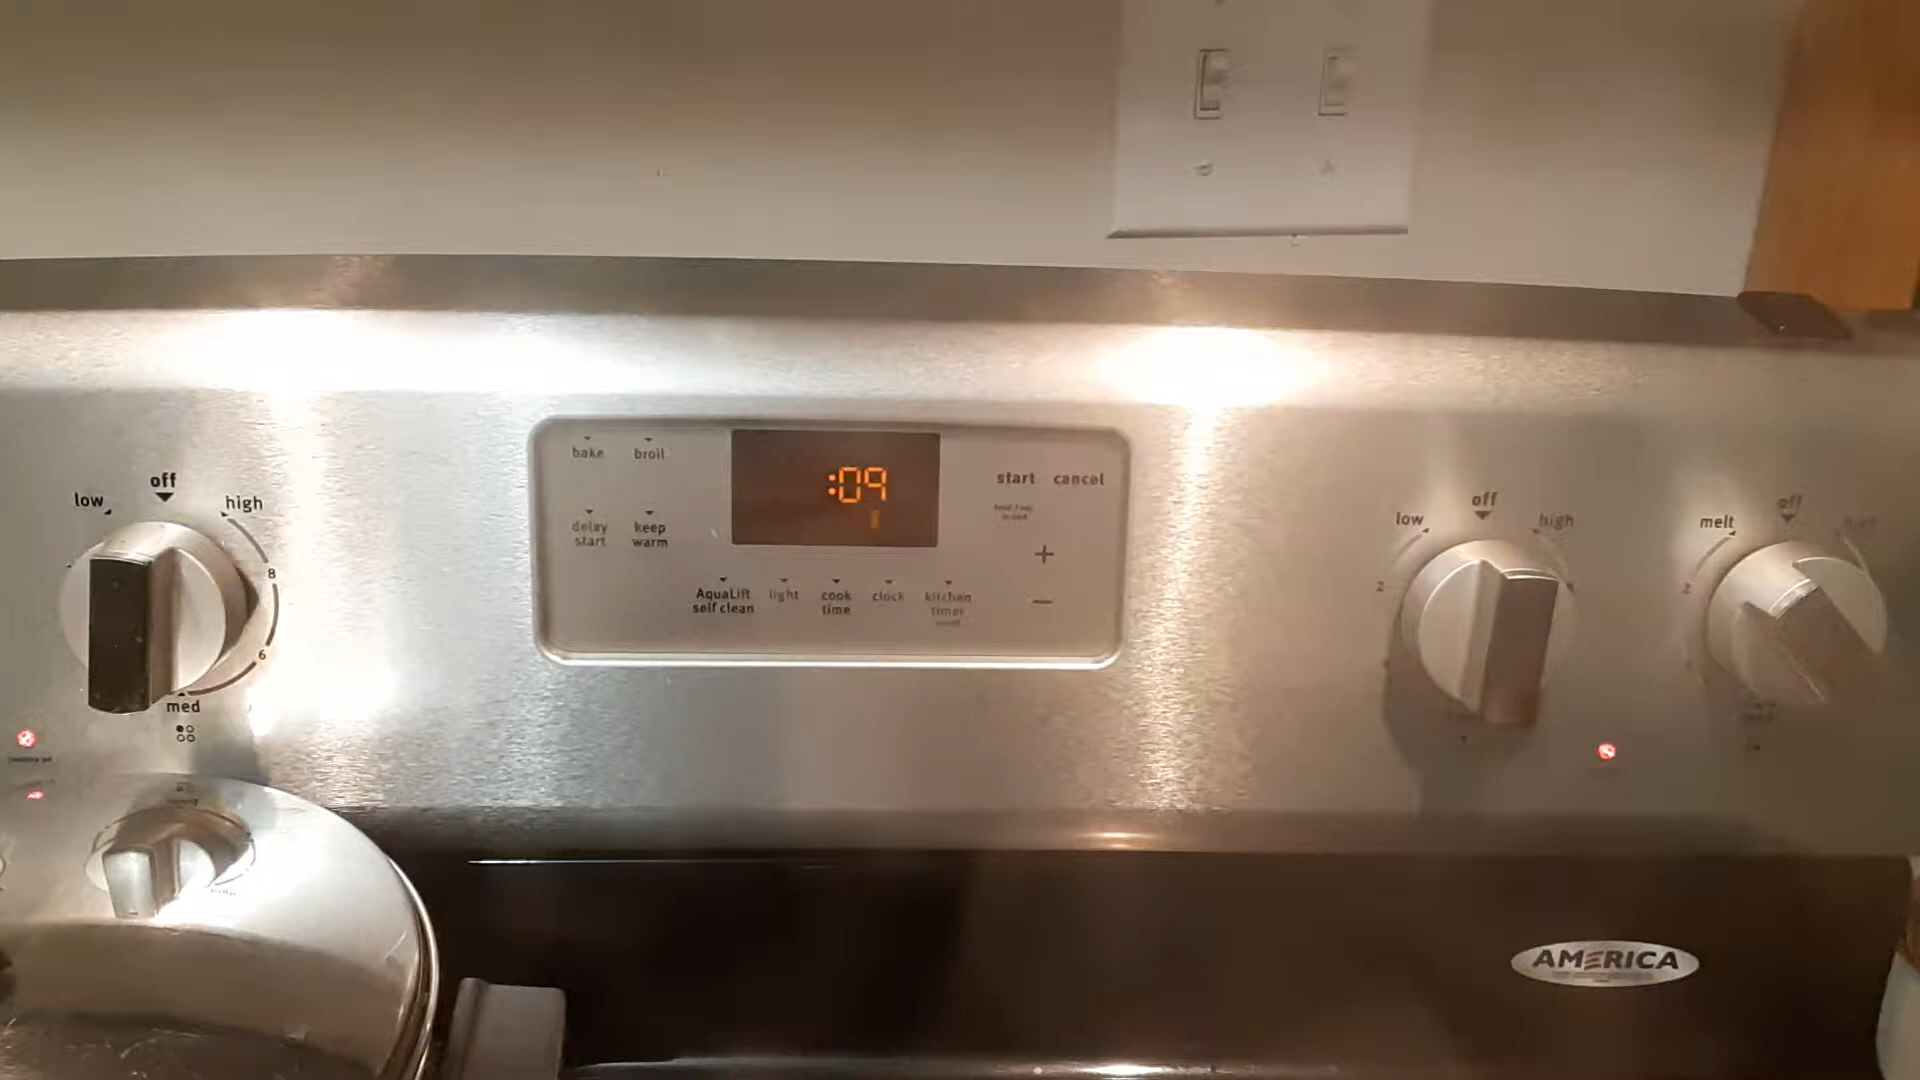 bake broil
:09
start cancel
delay
start
keep
warm
+
AquaLift
self clean
light
cook
time
clock
kitchen
timer
—
low
off
high
8
6
med
low
off
high
2
melt
off
2
AMERICA